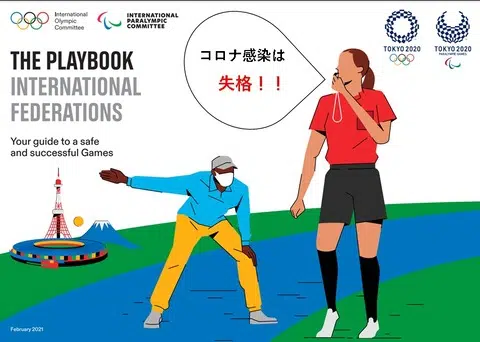 International
Olympic
Committee
INTERNATIONAL
PARALYMPIC
COMMITTEE
TOKYO 2020
TOKYO 2020
PARALYMPIC GAMES
THE PLAYBOOK
INTERNATIONAL
FEDERATIONS
Your guide to a safe
and successful Games
コロナ感染は
失格！！
February 2021